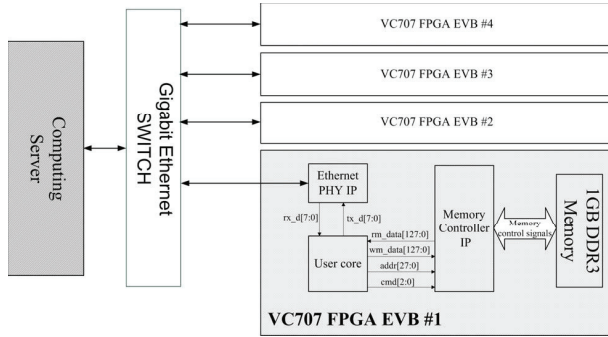 VC707 FPGA EVB #4
VC707 FPGA EVB #3
VC707 FPGA EVB #2
Computing
Server
Gigabit Ethernet
SWITCH
Ethernet
PHY IP
rx_d[7:0]
tx_d[7:0]
User core
rm_data[127:0]
wm_data[127:0]
addr[27:0]
cmd[2:0]
Memory
Controller
IP
Memory
control signals
1GB DDR3
Memory
VC707 FPGA EVB #1